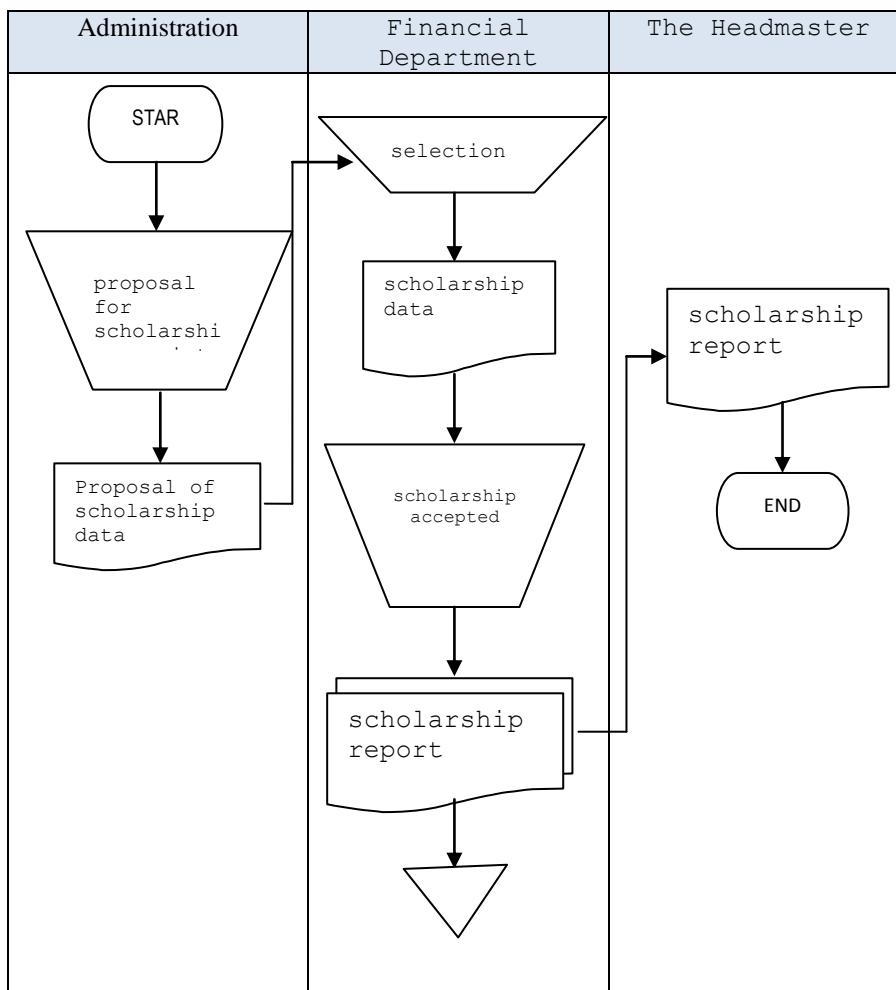 Administration
Financial
Department
The Headmaster
STAR
proposal
for
scholarshi
Proposal of
scholarship
data
selection
scholarship
data
scholarship
accepted
scholarship
report
scholarship
report
END